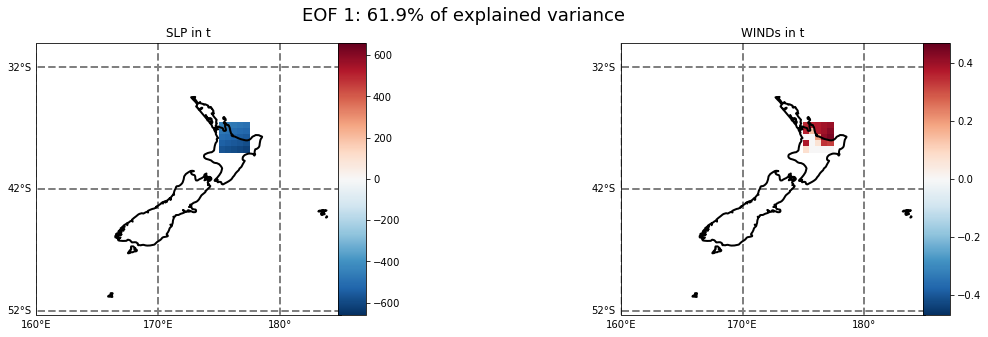 EOF 1: 61.9% of explained variance
SLP in t
WINDs in t
32°S
42°S
52°S
160°E
170°E
180°
600
400
200
0
−200
−400
−600
32°S
42°S
52°S
160°E
170°E
180°
0.4
0.2
0.0
−0.2
−0.4